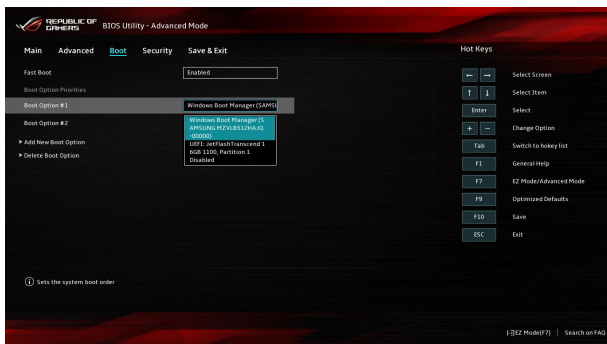 REPUBLIC OF
GAMERS
BIOS Utility - Advanced Mode
Main Advanced Boot Security Save & Exit
Hot Keys
Fast Boot Enabled
Boot Option Priorities
Boot Option #1 Windows Boot Manager (SAMSU
Boot Option #2
Windows Boot Manager (S
AMSUNG MZVLB512HAJQ
-00000)
UEFI: JetFlashTranscend 1
6GB 1100, Partition 1
Disabled
> Add New Boot Option
> Delete Boot Option
← → Select Screen
↑ ↓ Select Item
Enter Select
+ − Change Option
Tab Switch to hokey list
F1 General Help
F7 EZ Mode/Advanced Mode
F9 Optimized Defaults
F10 Save
ESC Exit
i Sets the system boot order
EZ Mode(F7) | Search on FAQ